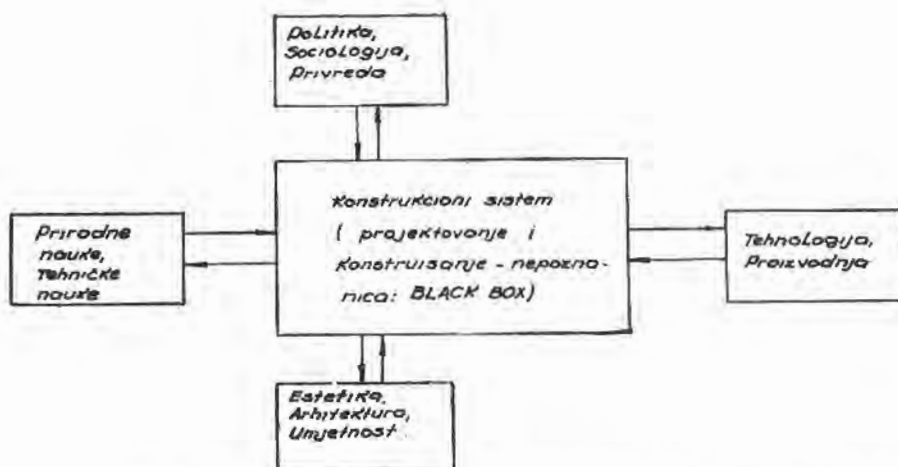 Politika,
Sociologija,
Privreda
Konstrukcioni sistem
( projektovanje i
konstruisanje - nepozna-
nica: BLACK BOX)
Prirodne
nauke,
Tehničke
nauke
Tehnologija,
Proizvodnja
Estetika,
Arhitektura,
Umjetnost